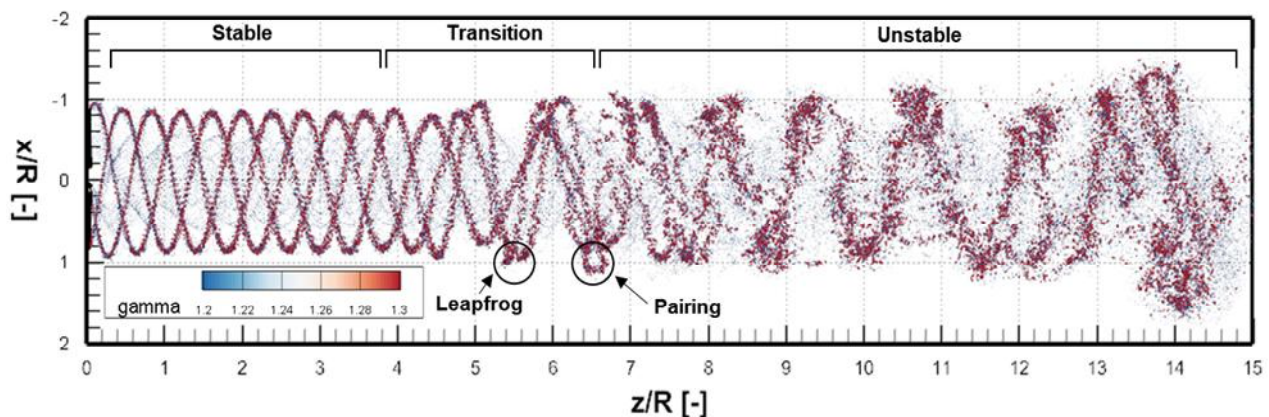 -2
Stable Transition Unstable
-1
0
x/R [-]
1
gamma 1.2 1.22 1.24 1.26 1.28 1.3
Leapfrog
Pairing
2
0 1 2 3 4 5 6 7 8 9 10 11 12 13 14 15
z/R [-]